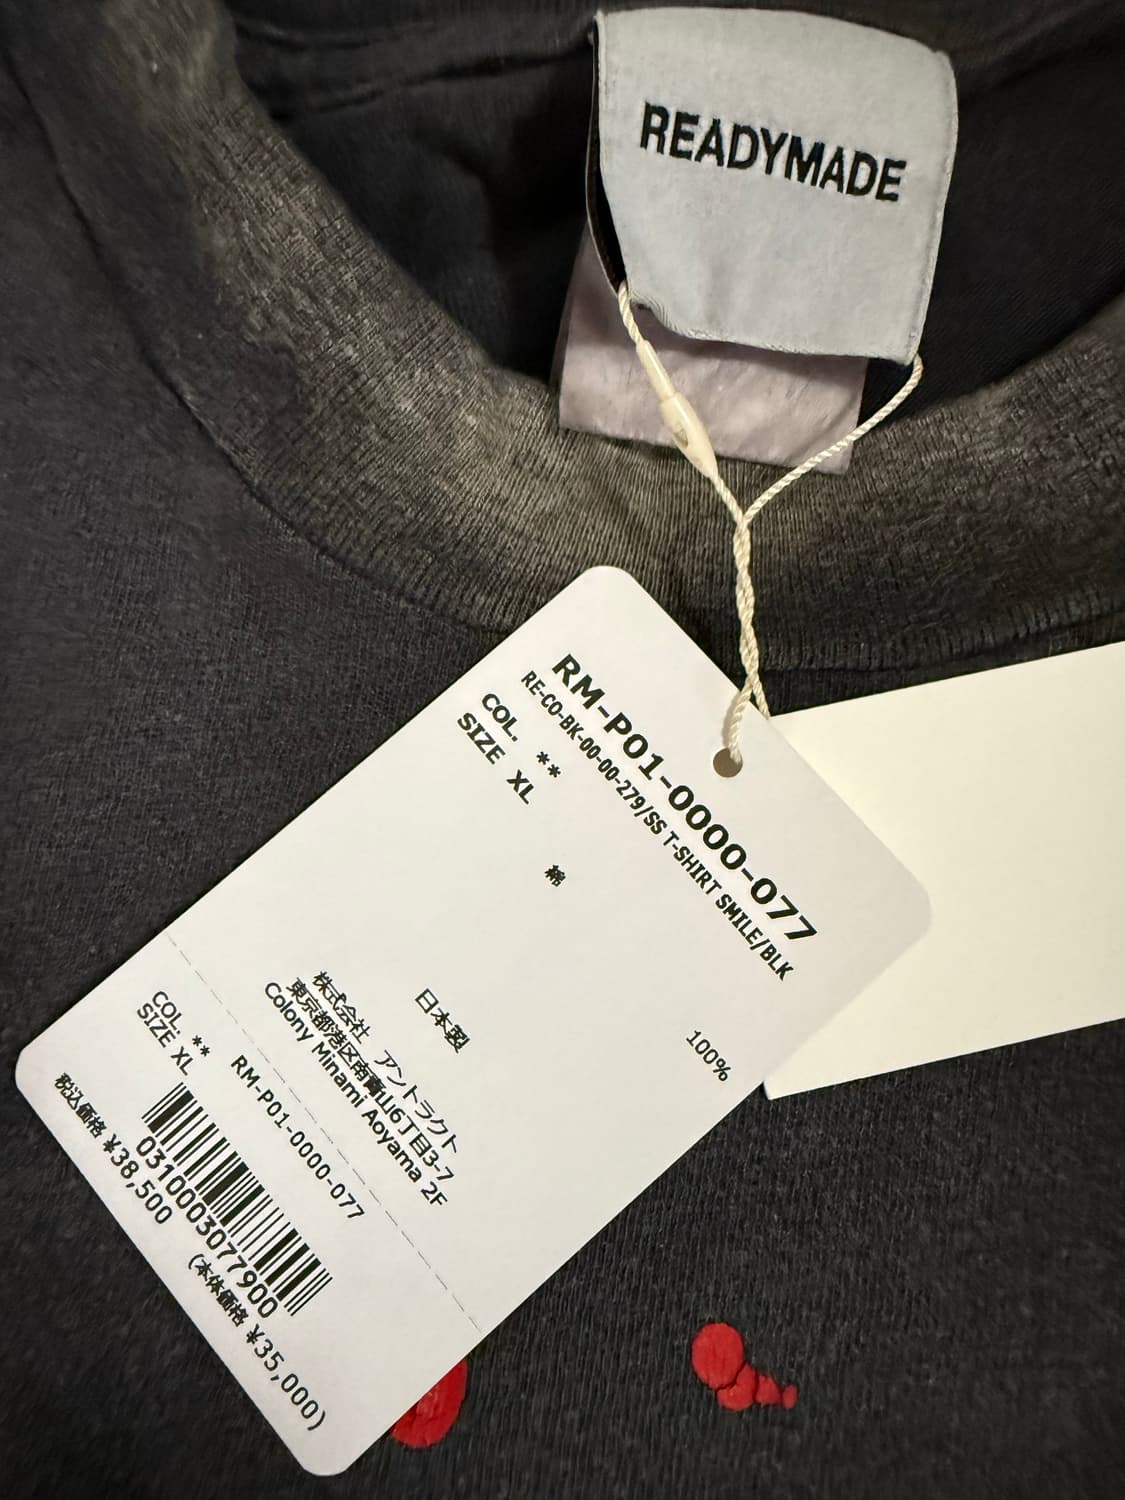 READYMADE
RM-P01-0000-077
RE-CO-BK-00-00-279/SS T-SHIRT SMILE/BLK
COL. **
SIZE XL
綿 100%
日本製
株式会社 アントラクト
東京都港区南青山6丁目3-7
Colony Minami Aoyama 2F
RM-P01-0000-077
COL. **
SIZE XL
0310003077900
税込価格 ¥38,500 (本体価格 ¥35,000)